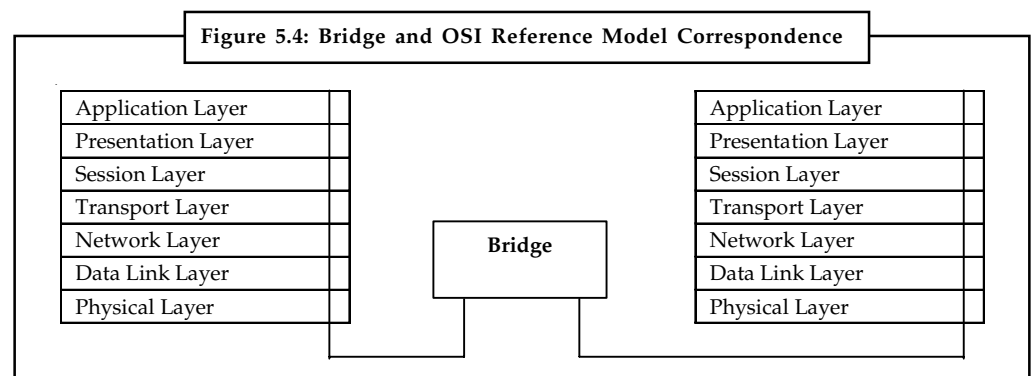 Figure 5.4: Bridge and OSI Reference Model Correspondence
Application Layer
Presentation Layer
Session Layer
Transport Layer
Network Layer
Data Link Layer
Physical Layer
Bridge
Application Layer
Presentation Layer
Session Layer
Transport Layer
Network Layer
Data Link Layer
Physical Layer